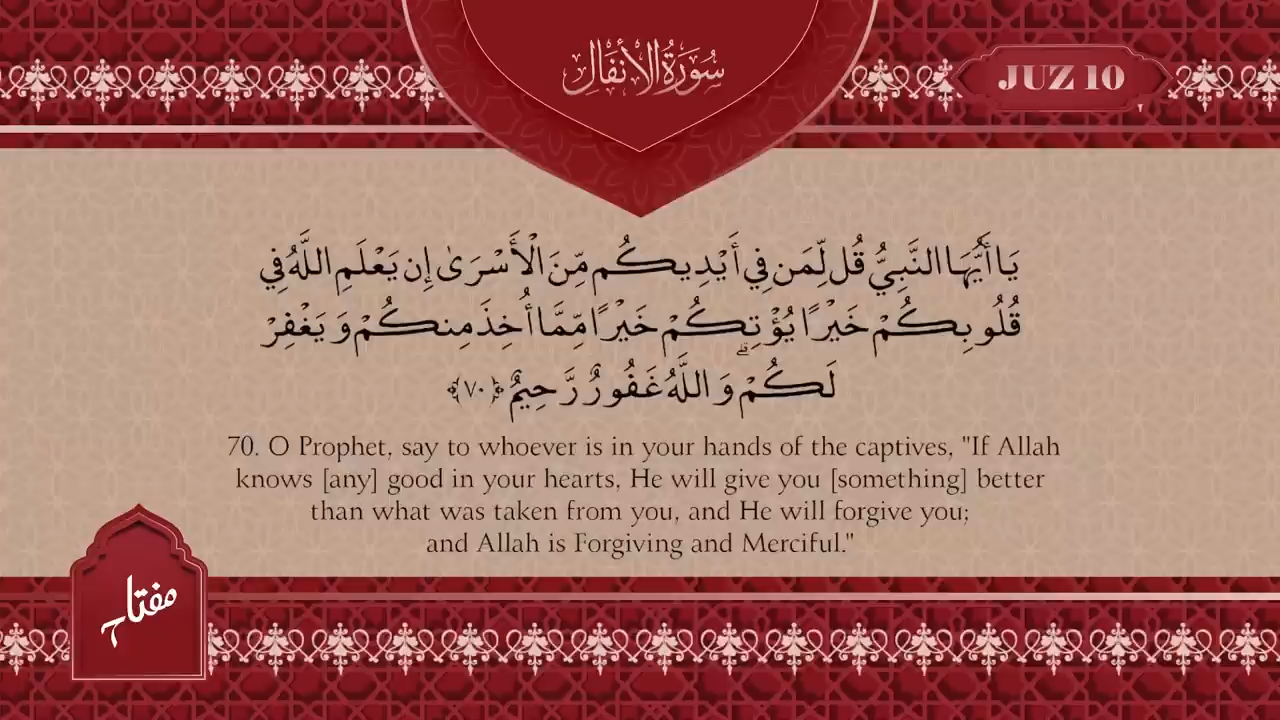 سُورَةُ الأَنفَالِ
JUZ 10
يَا أَيُّهَا النَّبِيُّ قُل لِّمَن فِي أَيْدِيكُم مِّنَ الْأَسْرَىٰ إِن يَعْلَمِ اللَّهُ فِي
قُلُوبِكُمْ خَيْرًا يُؤْتِكُمْ خَيْرًا مِّمَّا أُخِذَ مِنكُمْ وَيَغْفِرْ
لَكُمْ ۗ وَاللَّهُ غَفُورٌ رَّحِيمٌ ﴿٧٠﴾
70. O Prophet, say to whoever is in your hands of the captives, "If Allah
knows [any] good in your hearts, He will give you [something] better
than what was taken from you, and He will forgive you;
and Allah is Forgiving and Merciful."
مفتاح